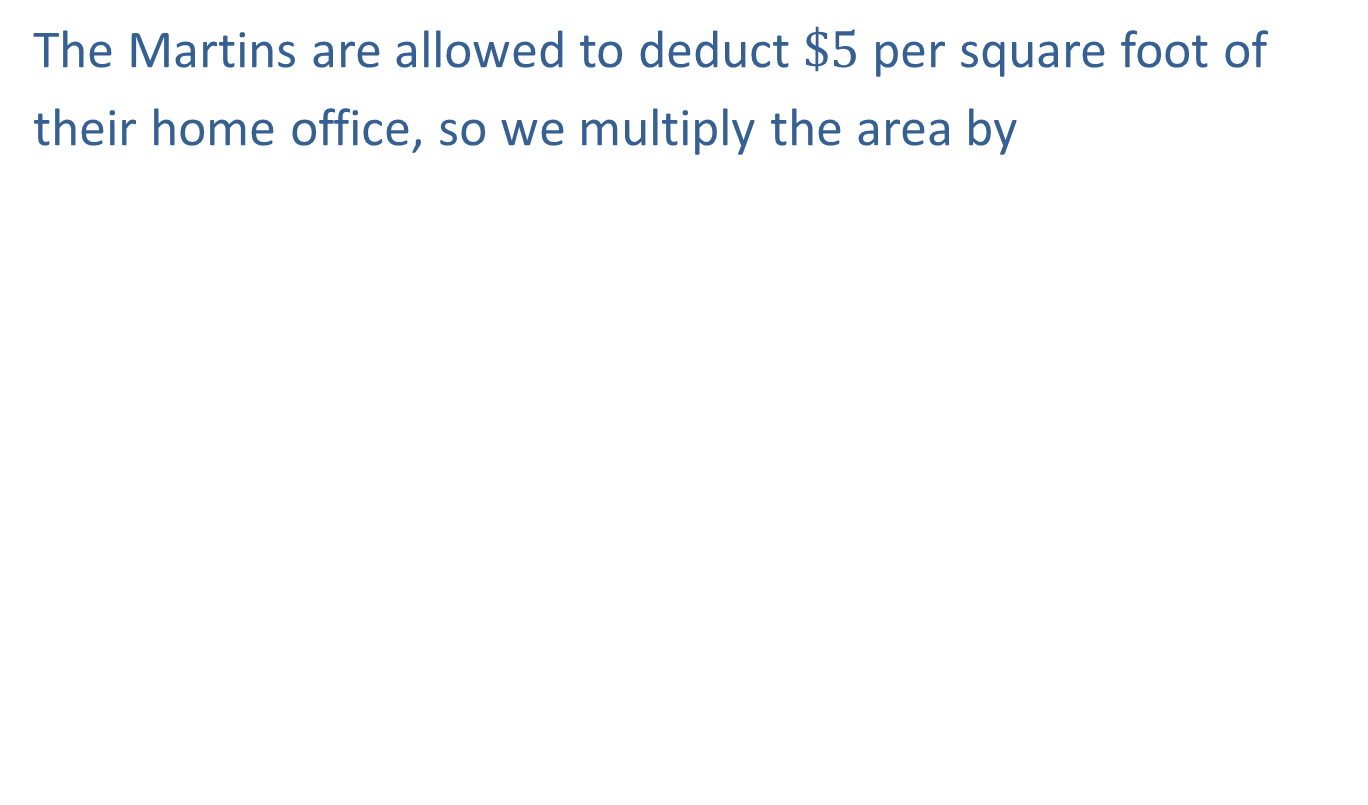 The Martins are allowed to deduct $5 per square foot of
their home office, so we multiply the area by